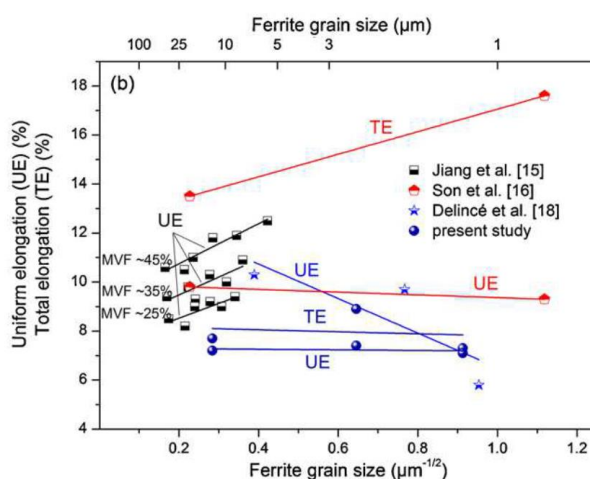 Ferrite grain size (μm)
100 25 10 5 3 1
(b)
Uniform elongation (UE) (%)
Total elongation (TE) (%)
18
16
14
12
10
8
6
4
TE
Jiang et al. [15]
Son et al. [16]
Delincé et al. [18]
present study
UE
MVF ~45%
MVF ~35%
MVF ~25%
UE
UE
TE
UE
0.2 0.4 0.6 0.8 1.0 1.2
Ferrite grain size (μm⁻¹/²)